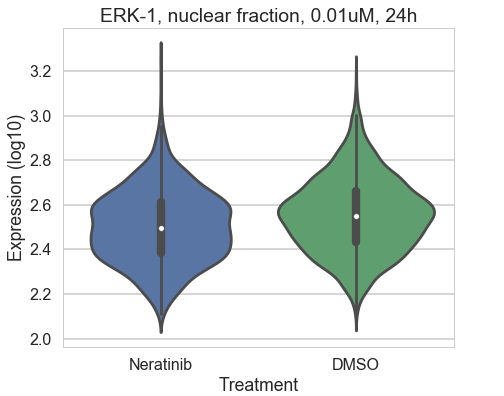 ERK-1, nuclear fraction, 0.01uM, 24h
Expression (log10)
3.2
3.0
2.8
2.6
2.4
2.2
2.0
Neratinib DMSO
Treatment